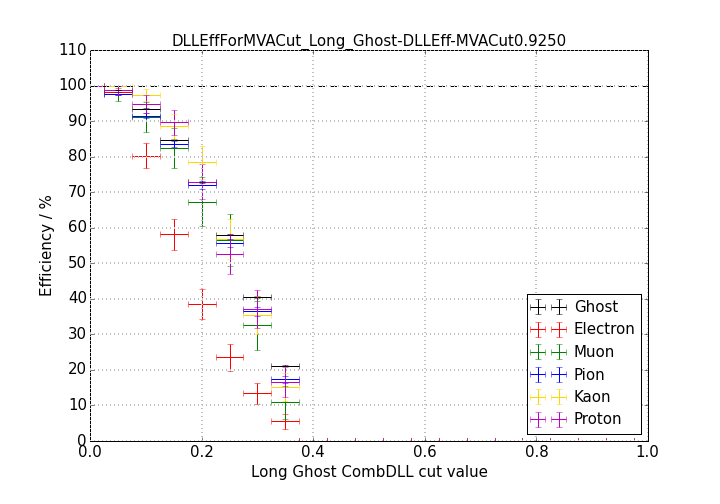 DLLEffForMVACut_Long_Ghost-DLLEff-MVACut0.9250
110
100
90
80
70
60
50
40
30
20
10
0
Efficiency / %
0.0 0.2 0.4 0.6 0.8 1.0
Long Ghost CombDLL cut value
Ghost
Electron
Muon
Pion
Kaon
Proton